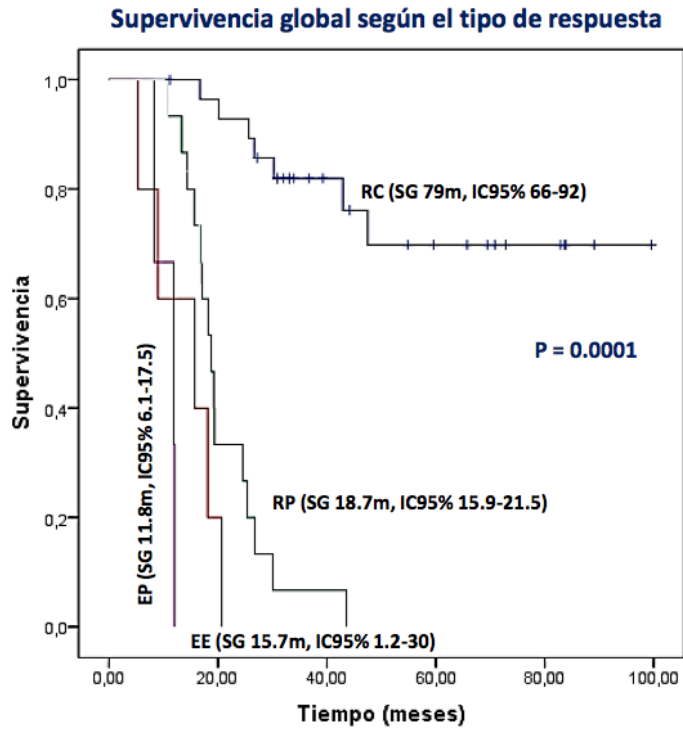 Supervivencia global según el tipo de respuesta
Supervivencia
1,0
0,8
0,6
0,4
0,2
0,0
RC (SG 79m, IC95% 66-92)
P = 0.0001
EP (SG 11.8m, IC95% 6.1-17.5)
RP (SG 18.7m, IC95% 15.9-21.5)
EE (SG 15.7m, IC95% 1.2-30)
0,00 20,00 40,00 60,00 80,00 100,00
Tiempo (meses)